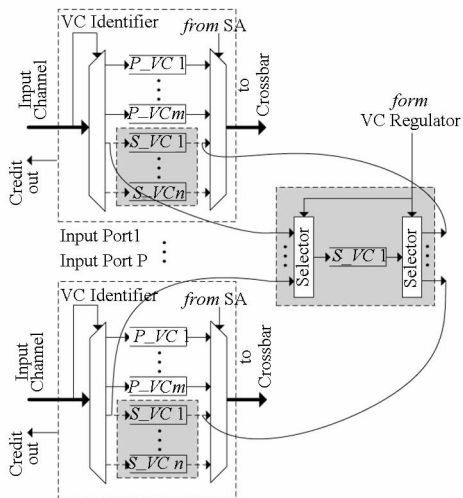 VC Identifier
from SA
Input
Channel
P_VC 1
P_VCm
S_VC 1
S_VCn
to
Crossbar
Credit
out
form
VC Regulator
Selector
S_VC 1
Selector
Input Port1
Input Port P
VC Identifier
from SA
Input
Channel
P_VC 1
P_VCm
S_VC 1
S_VC n
to
Crossbar
Credit
out